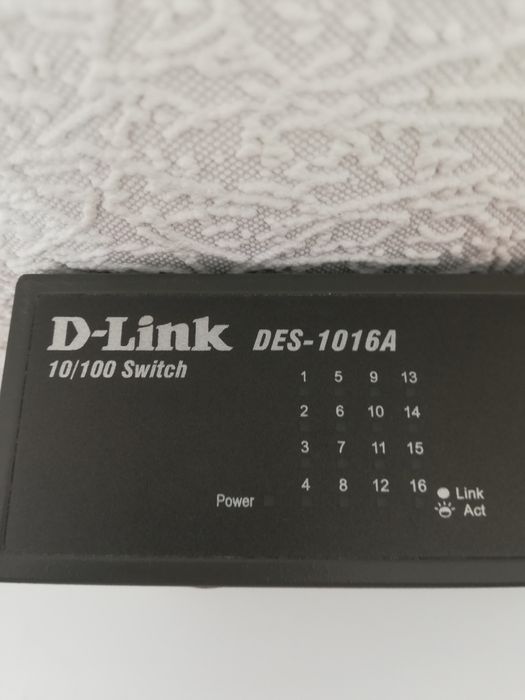 D-Link DES-1016A
10/100 Switch
1 5 9 13
2 6 10 14
3 7 11 15
4 8 12 16
Link
Power
Act